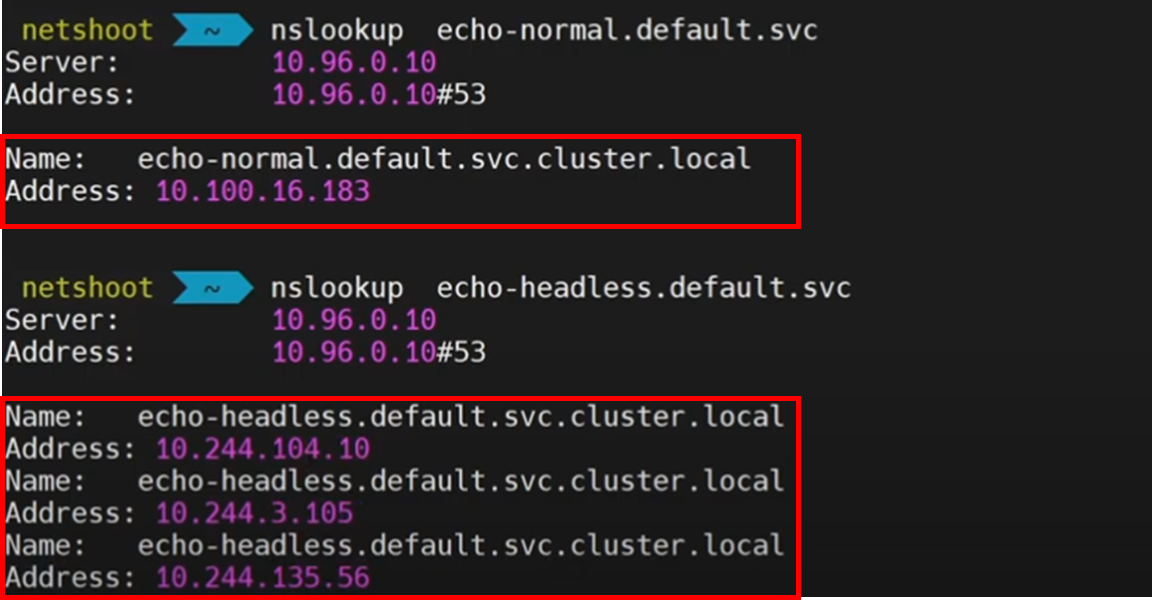 netshoot ~ nslookup  echo-normal.default.svc
Server:         10.96.0.10
Address:        10.96.0.10#53
Name:   echo-normal.default.svc.cluster.local
Address: 10.100.16.183
netshoot ~ nslookup  echo-headless.default.svc
Server:         10.96.0.10
Address:        10.96.0.10#53
Name:   echo-headless.default.svc.cluster.local
Address: 10.244.104.10
Name:   echo-headless.default.svc.cluster.local
Address: 10.244.3.105
Name:   echo-headless.default.svc.cluster.local
Address: 10.244.135.56